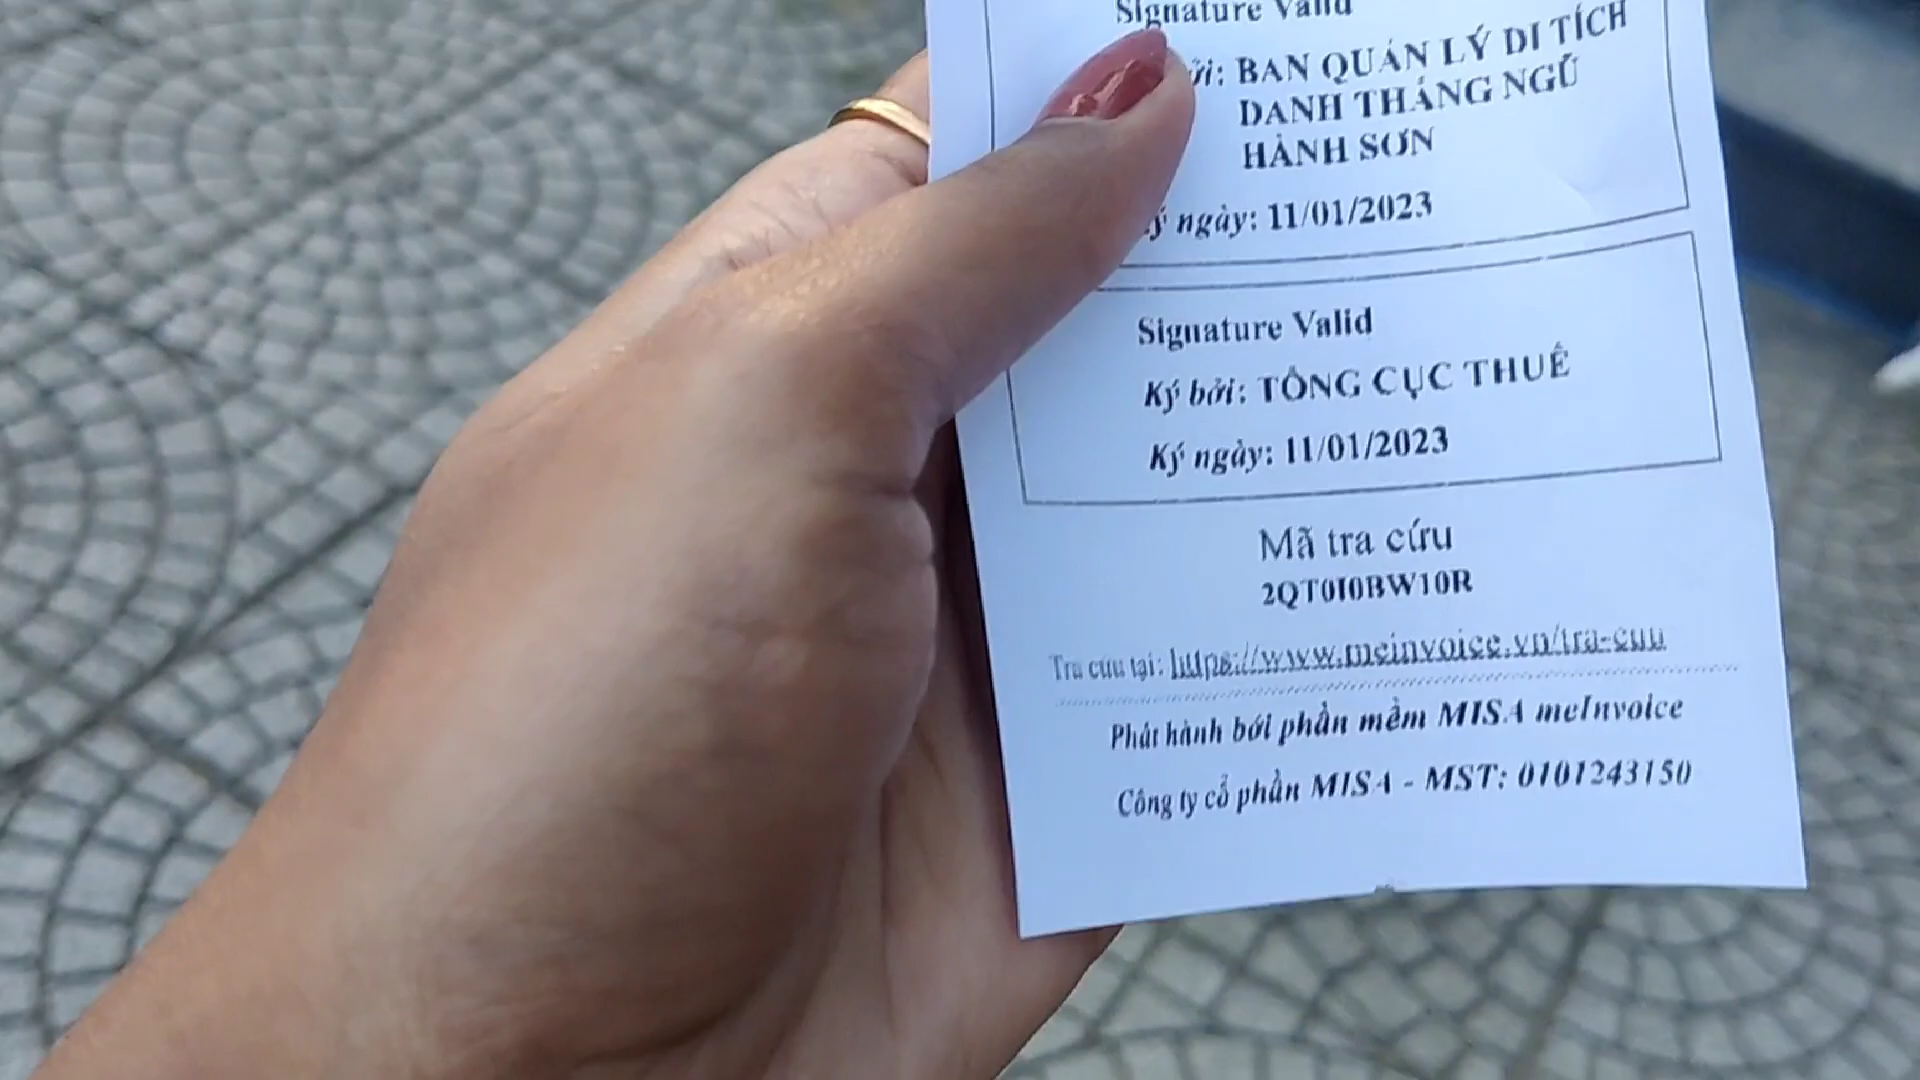 Signature Valid
ởi: BAN QUẢN LÝ DI TÍCH
DANH THẮNG NGŨ
HÀNH SƠN
ý ngày: 11/01/2023
Signature Valid
Ký bởi: TỔNG CỤC THUẾ
Ký ngày: 11/01/2023
Mã tra cứu
2QT0I0BW10R
Tra cứu tại: https://www.meinvoice.vn/tra-cuu
Phát hành bởi phần mềm MISA meInvoice
Công ty cổ phần MISA - MST: 0101243150